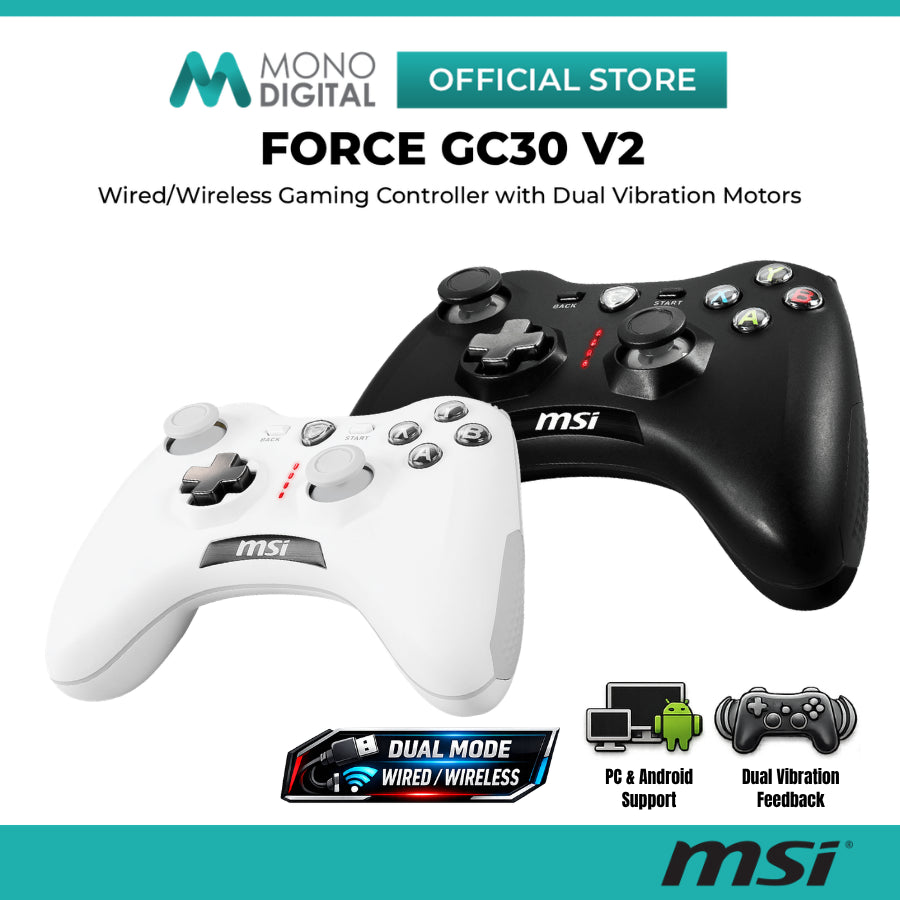 MONO
DIGITAL
OFFICIAL STORE
FORCE GC30 V2
Wired/Wireless Gaming Controller with Dual Vibration Motors
BACK
START
Y
X
B
A
msi
BACK
START
Y
X
B
A
msi
DUAL MODE
WIRED / WIRELESS
PC & Android
Support
Dual Vibration
Feedback
msi®